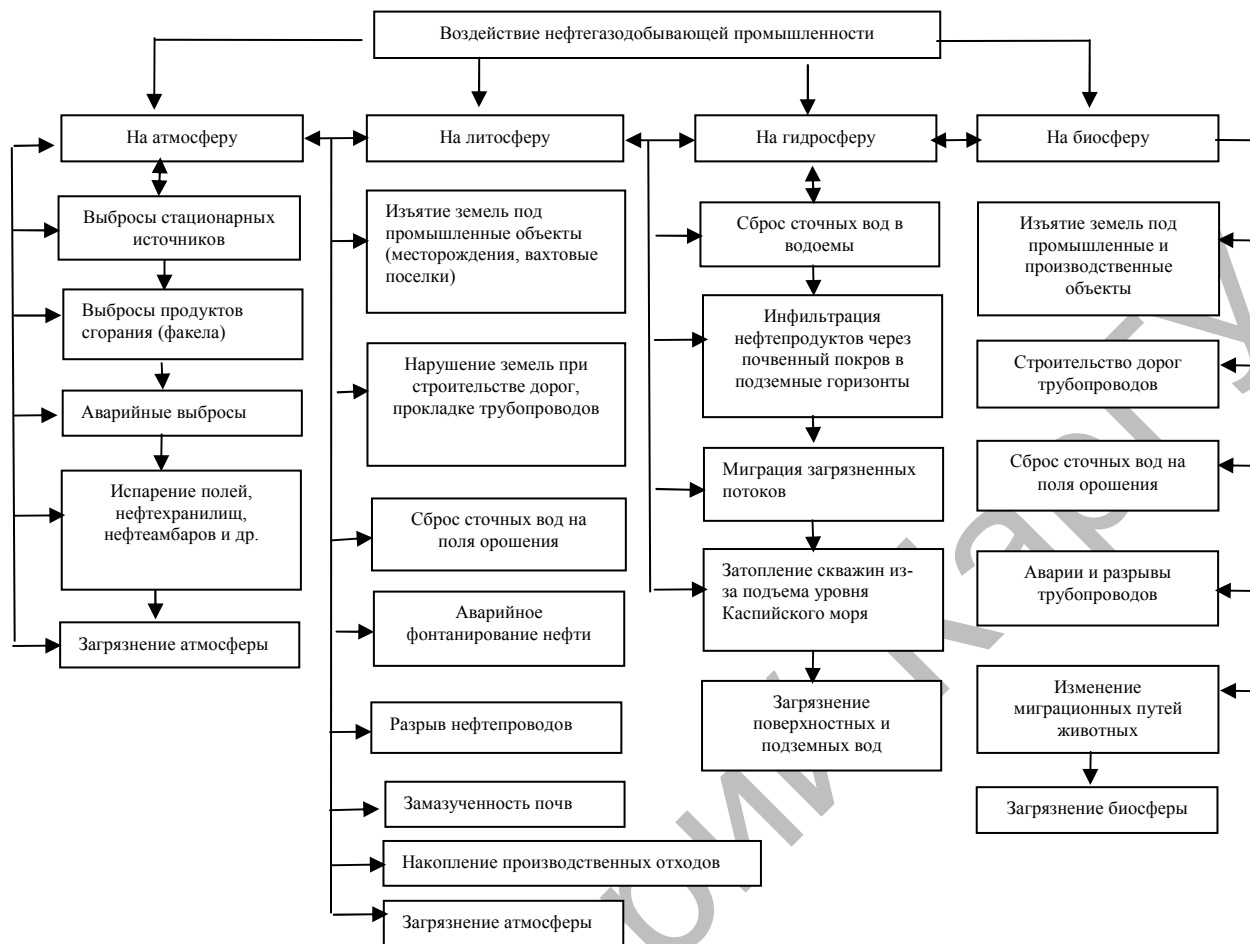 Воздействие нефтегазодобывающей промышленности
На атмосферу
На литосферу
На гидросферу
На биосферу
Выбросы стационарных
источников
Выбросы продуктов
сгорания (факела)
Аварийные выбросы
Испарение полей,
нефтехранилищ,
нефтеамбаров и др.
Загрязнение атмосферы
Изъятие земель под
промышленные объекты
(месторождения, вахтовые
поселки)
Нарушение земель при
строительстве дорог,
прокладке трубопроводов
Сброс сточных вод на
поля орошения
Аварийное
фонтанирование нефти
Разрыв нефтепроводов
Замазученность почв
Накопление производственных отходов
Загрязнение атмосферы
Сброс сточных вод в
водоемы
Инфильтрация
нефтепродуктов через
почвенный покров в
подземные горизонты
Миграция загрязненных
потоков
Затопление скважин из-
за подъема уровня
Каспийского моря
Загрязнение
поверхностных и
подземных вод
Изъятие земель под
промышленные и
производственные
объекты
Строительство дорог
трубопроводов
Сброс сточных вод на
поля орошения
Аварии и разрывы
трубопроводов
Изменение
миграционных путей
животных
Загрязнение биосферы